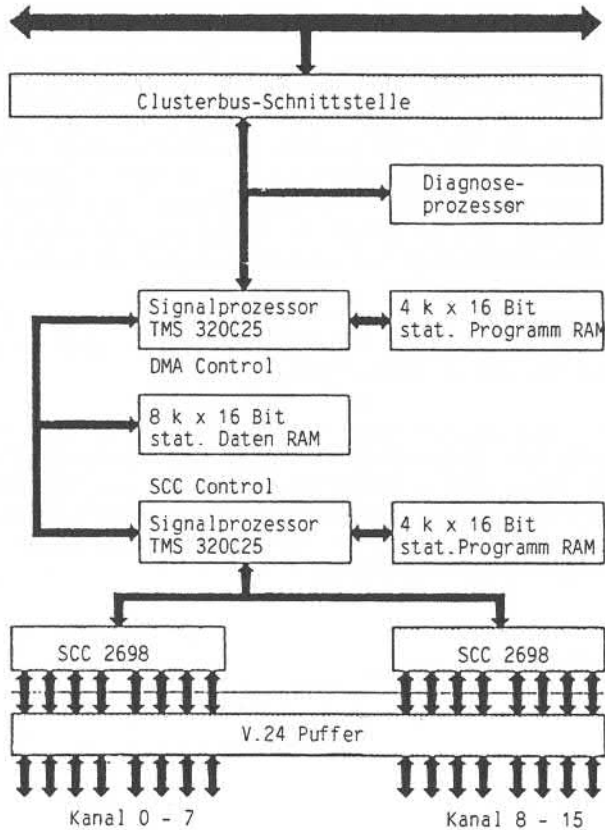 Clusterbus-Schnittstelle
Diagnose-
prozessor
Signalprozessor
TMS 320C25
4 k x 16 Bit
stat. Programm RAM
DMA Control
8 k x 16 Bit
stat. Daten RAM
SCC Control
Signalprozessor
TMS 320C25
4 k x 16 Bit
stat.Programm RAM
SCC 2698
SCC 2698
V.24 Puffer
Kanal 0 - 7
Kanal 8 - 15